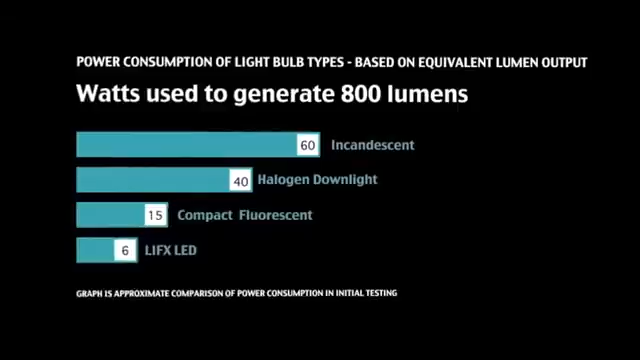 POWER CONSUMPTION OF LIGHT BULB TYPES - BASED ON EQUIVALENT LUMEN OUTPUT
Watts used to generate 800 lumens
60 Incandescent
40 Halogen Downlight
15 Compact Fluorescent
6 LIFX LED
GRAPH IS APPROXIMATE COMPARISON OF POWER CONSUMPTION IN INITIAL TESTING